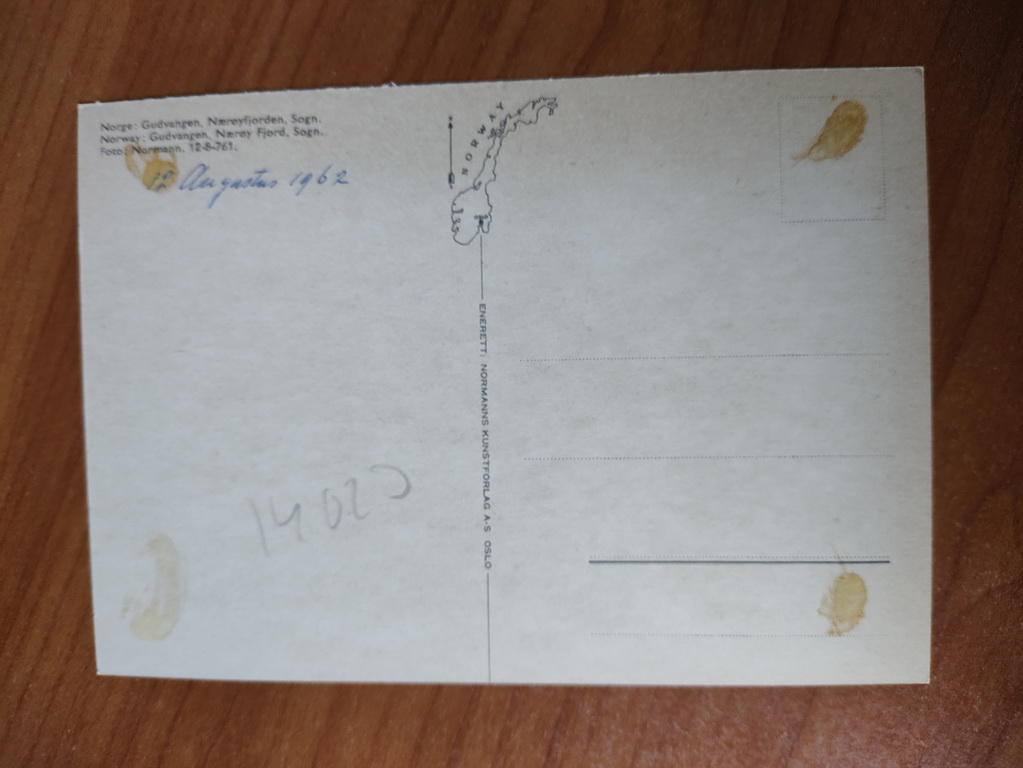 Norge: Gudvangen, Nærøyfjorden, Sogn.
Norway: Gudvangen, Nærøy Fjord, Sogn.
Foto: Normann. 12-8-761.
12 Augustus 1962
NORWAY
ENERETT: NORMANNS KUNSTFORLAG A-S OSLO